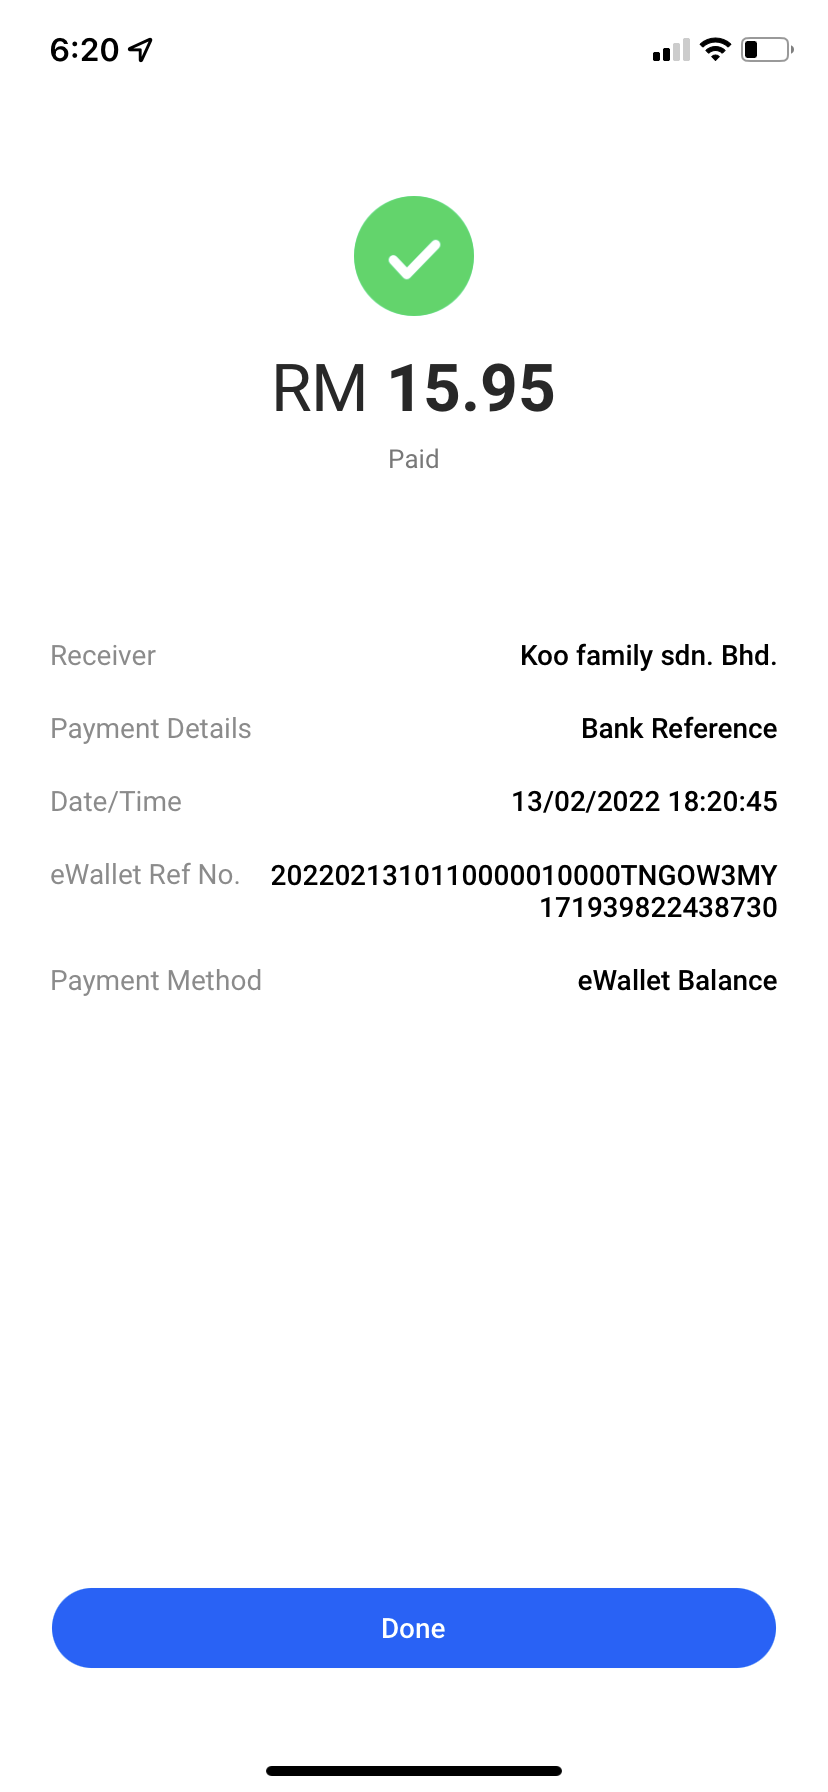 6:20
RM 15.95
Paid
Receiver Koo family sdn. Bhd.
Payment Details Bank Reference
Date/Time 13/02/2022 18:20:45
eWallet Ref No. 2022021310110000010000TNGOW3MY
171939822438730
Payment Method eWallet Balance
Done